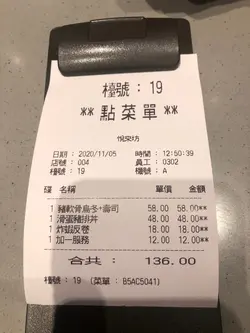 檯號 : 19
** 點 菜 單 **
悅來坊
日期 : 2020/11/05 時間 : 12:50:39
店號 : 004 員工 : 0302
檯號 : 19 機號 : A
碟 名稱 單價 金額
1 豬軟骨烏冬+壽司 58.00 58.00**
1 滑蛋豬排丼 48.00 48.00**
1 炸蝦反卷 18.00 18.00**
1 加一服務 12.00 12.00**
合共 : 136.00
檯號 : 19 (菜單 : B5AC5041)